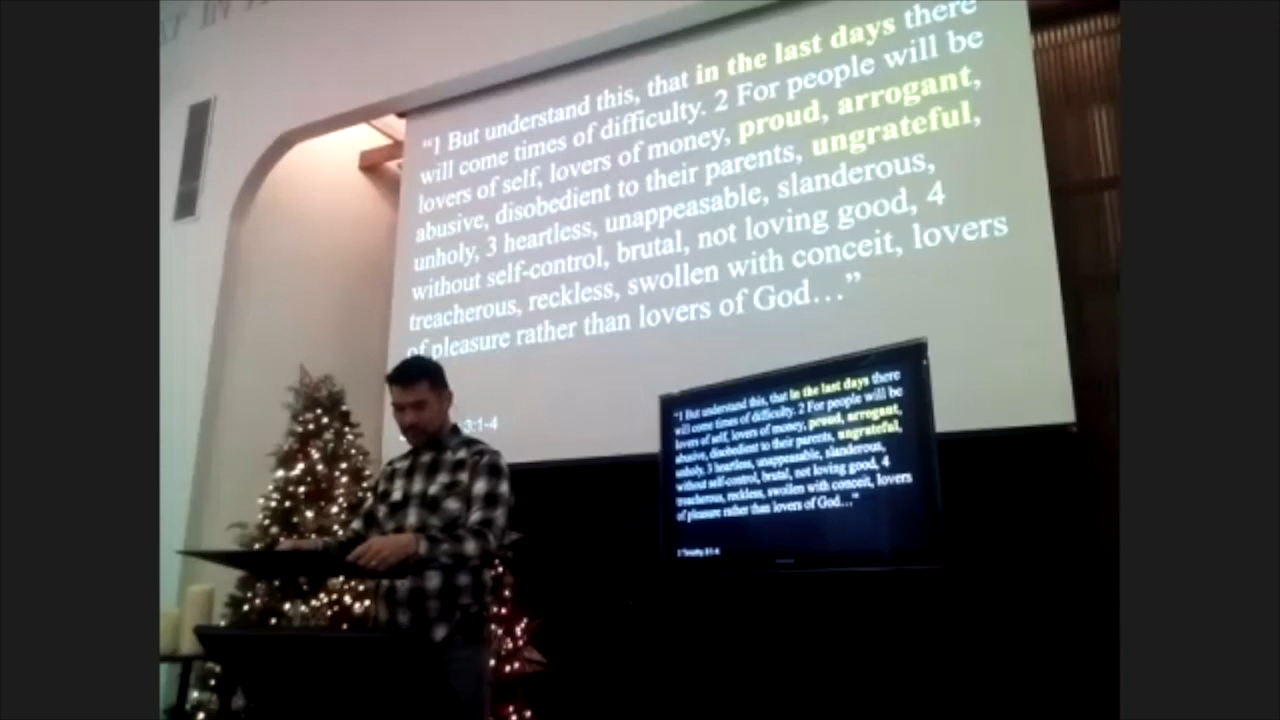 “1 But understand this, that in the last days there
will come times of difficulty. 2 For people will be
lovers of self, lovers of money, proud, arrogant,
abusive, disobedient to their parents, ungrateful,
unholy, 3 heartless, unappeasable, slanderous,
without self-control, brutal, not loving good, 4
treacherous, reckless, swollen with conceit, lovers
of pleasure rather than lovers of God…”
3:1-4
“1 But understand this, that in the last days there
will come times of difficulty. 2 For people will be
lovers of self, lovers of money, proud, arrogant,
abusive, disobedient to their parents, ungrateful,
unholy, 3 heartless, unappeasable, slanderous,
without self-control, brutal, not loving good, 4
treacherous, reckless, swollen with conceit, lovers
of pleasure rather than lovers of God…”
2 Timothy 3:1-4